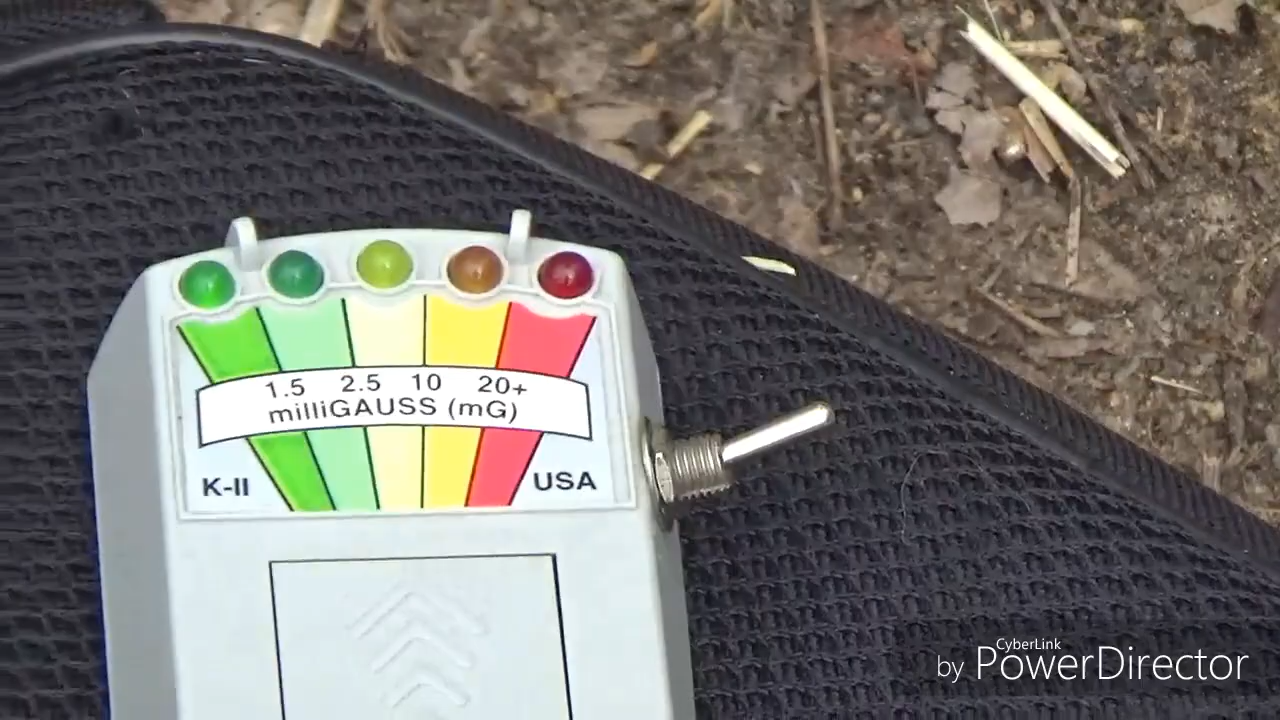 1.5 2.5 10 20+
milliGAUSS (mG)
K-II USA
CyberLink
by PowerDirector